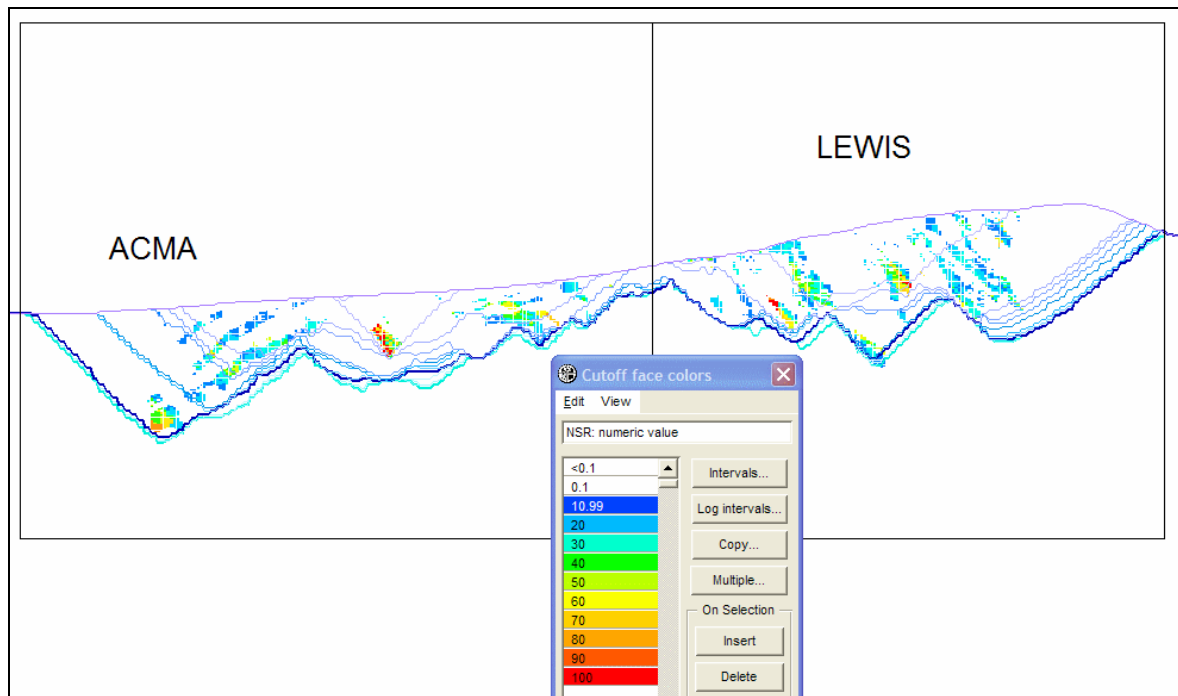 LEWIS
ACMA
Cutoff face colors
Edit View
NSR: numeric value
<0.1
0.1
10.99
20
30
40
50
60
70
80
90
100
Intervals...
Log intervals...
Copy...
Multiple...
On Selection
Insert
Delete